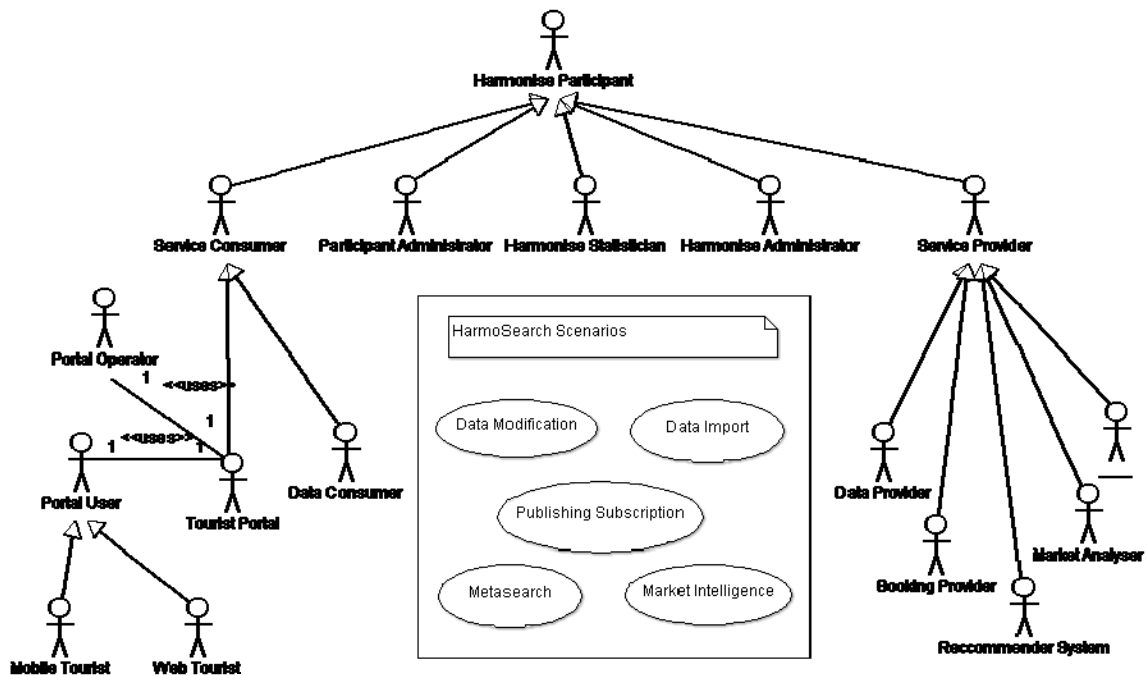 Harmonise Participant
Service Consumer
Participant Administrator
Harmonise Statistician
Harmonise Administrator
Service Provider
HarmoSearch Scenarios
Portal Operator
1
<<uses>>
1
<<uses>>
1
1
Data Modification
Data Import
Portal User
Tourist Portal
Data Consumer
Data Provider
Publishing Subscription
Market Analyser
Booking Provider
Metasearch
Market Intelligence
Reccommender System
Mobile Tourist
Web Tourist